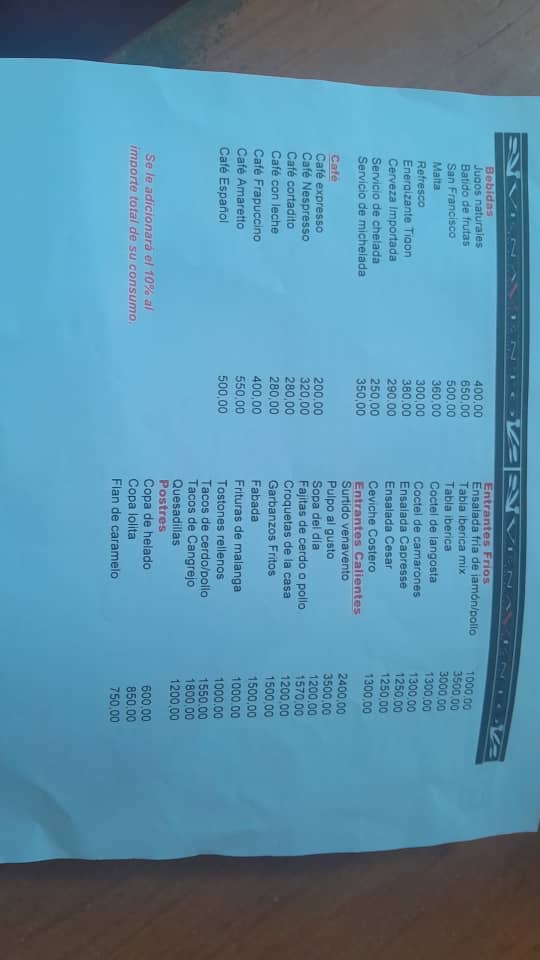 Bebidas
Jugos naturales 400,00
Batido de frutas 650,00
San Francisco 500,00
Malta 360,00
Refresco 300,00
Energizante Tigon 380,00
Cerveza Importada 290,00
Servicio de chelada 250,00
Servicio de michelada 350,00
Café
Café expresso 200,00
Café Nespresso 320,00
Café cortadito 280,00
Café con leche 280,00
Café Frapuccino 400,00
Café Amaretto 550,00
Café Español 500,00
Se le adicionará el 10% al
importe total de su consumo.
Entrantes Fríos
Ensalada fria de jamón/pollo 1000,00
Tabla iberica mix 3500,00
Tabla iberica 3000,00
Coctel de langosta 1300,00
Coctel de camarones 1300,00
Ensalada Capresse 1250,00
Ensalada Cesar 1250,00
Ceviche Costero 1300,00
Entrantes Calientes
Surtido venavento 2400,00
Pulpo al gusto 3500,00
Sopa del día 1200,00
Fajitas de cerdo o pollo 1570,00
Croquetas de la casa 1200,00
Garbanzos Fritos 1500,00
Fabada 1500,00
Frituras de malanga 1000,00
Tostones rellenos 1000,00
Tacos de cerdo/pollo 1550,00
Tacos de Cangrejo 1800,00
Quesadillas 1200,00
Postres
Copa de helado 600,00
Copa lolita 850,00
Flan de caramelo 750,00